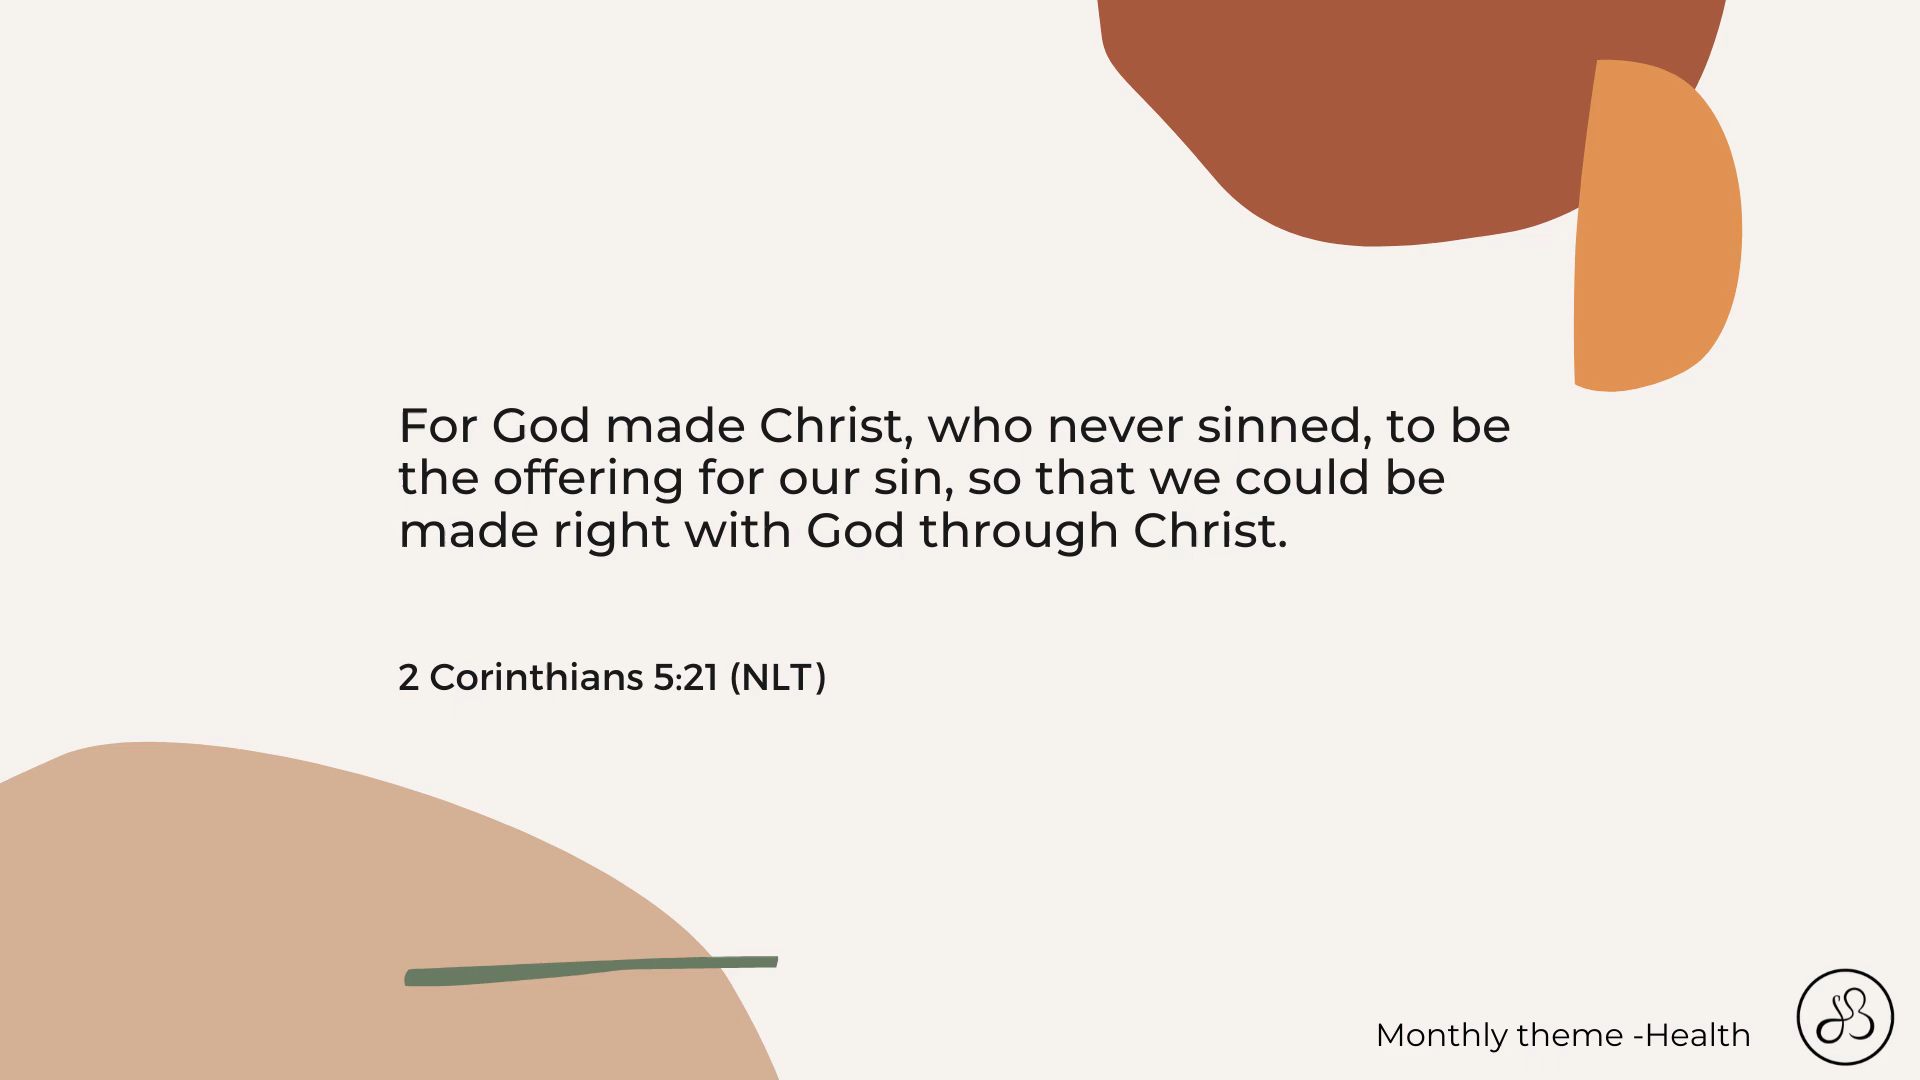 For God made Christ, who never sinned, to be
the offering for our sin, so that we could be
made right with God through Christ.
2 Corinthians 5:21 (NLT)
Monthly theme -Health